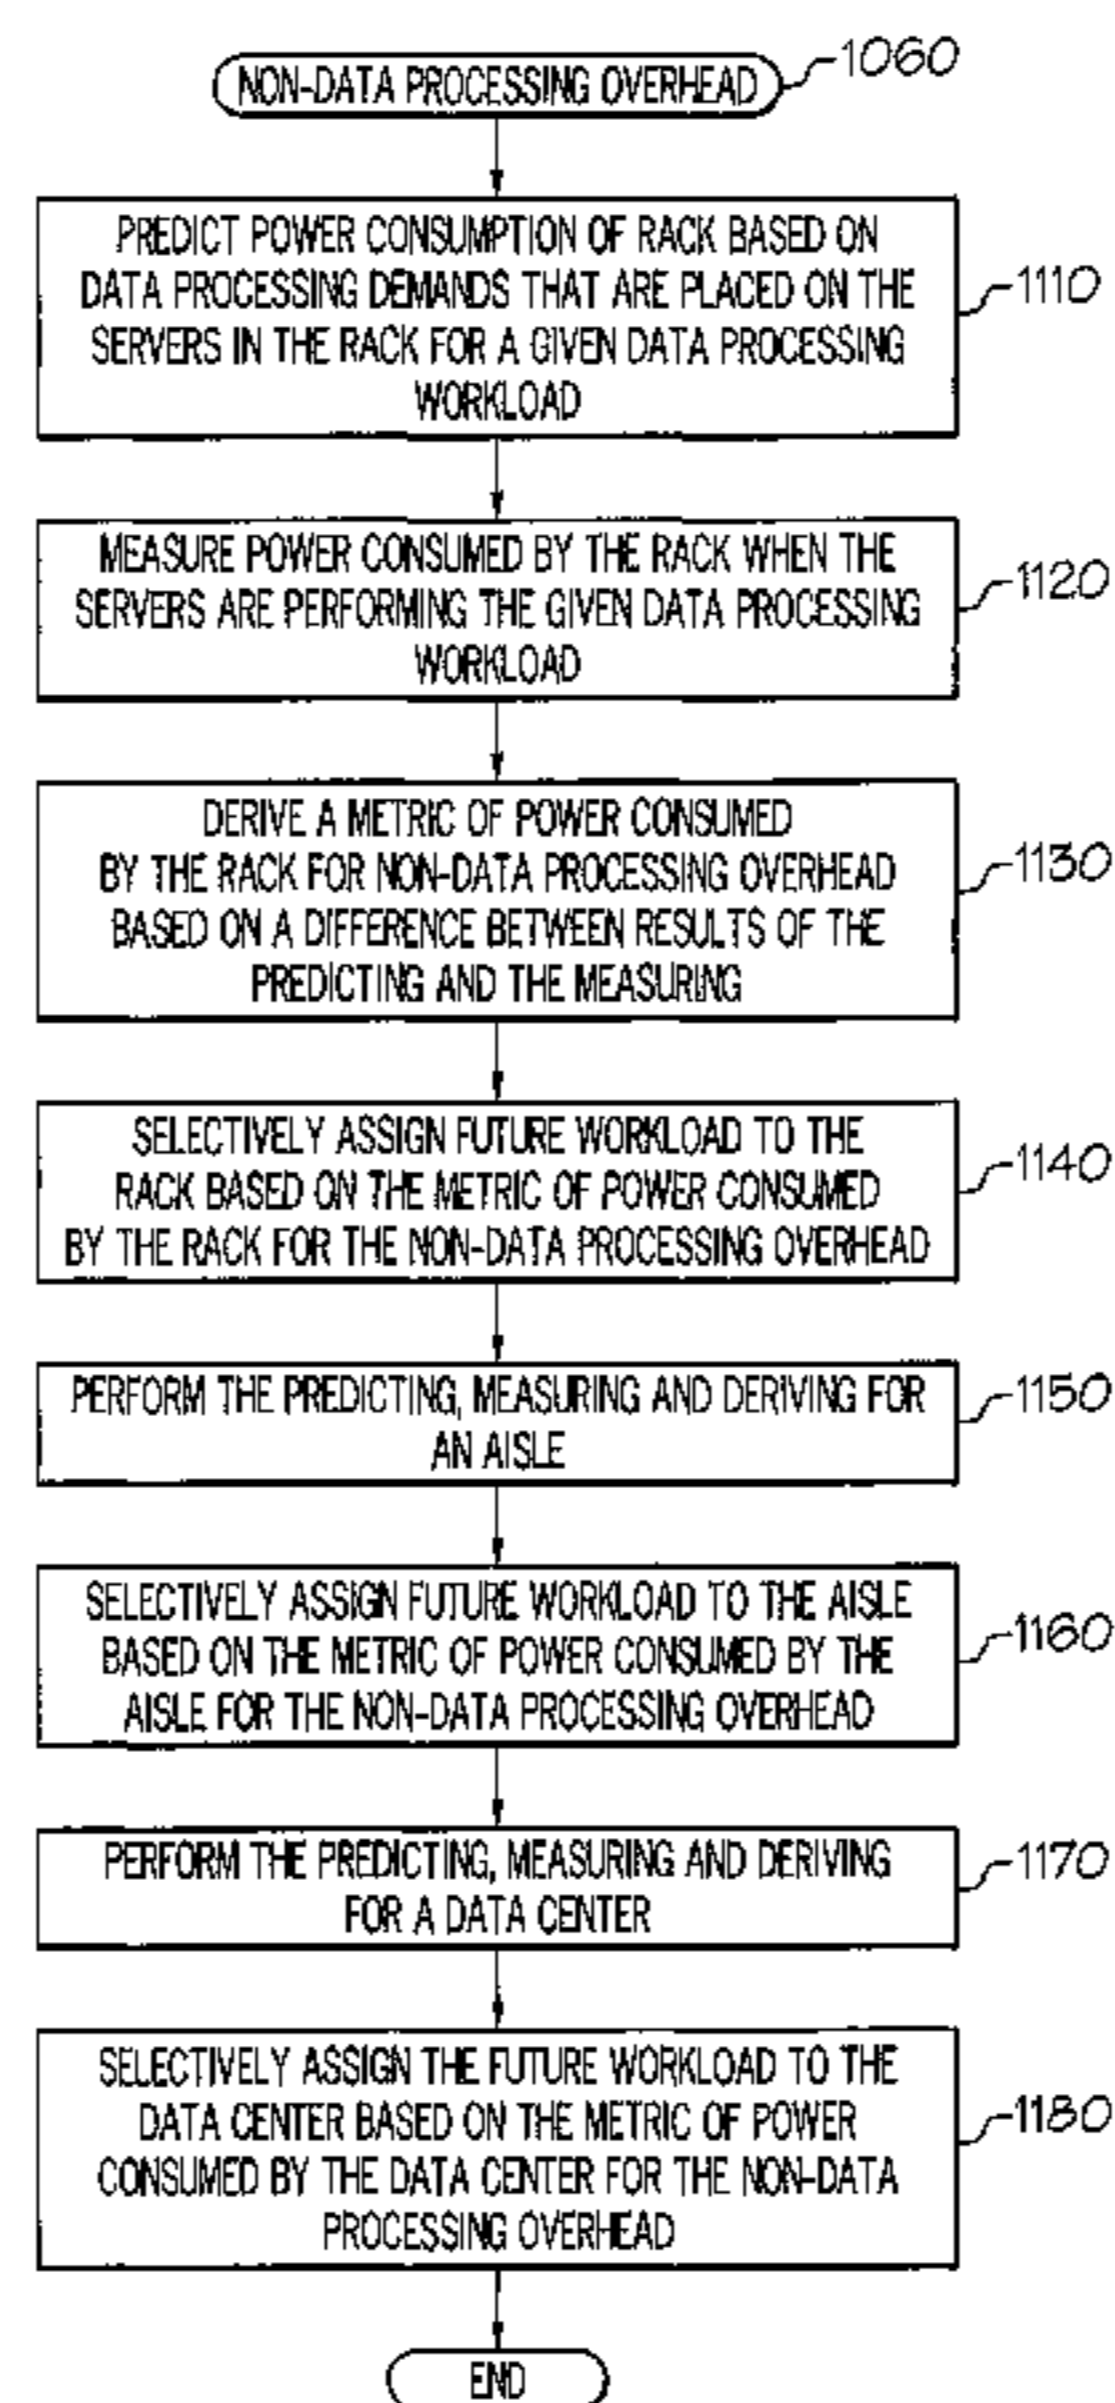 NON-DATA PROCESSING OVERHEAD
1060
PREDICT POWER CONSUMPTION OF RACK BASED ON
DATA PROCESSING DEMANDS THAT ARE PLACED ON THE
SERVERS IN THE RACK FOR A GIVEN DATA PROCESSING
WORKLOAD
1110
MEASURE POWER CONSUMED BY THE RACK WHEN THE
SERVERS ARE PERFORMING THE GIVEN DATA PROCESSING
WORKLOAD
1120
DERIVE A METRIC OF POWER CONSUMED
BY THE RACK FOR NON-DATA PROCESSING OVERHEAD
BASED ON A DIFFERENCE BETWEEN RESULTS OF THE
PREDICTING AND THE MEASURING
1130
SELECTIVELY ASSIGN FUTURE WORKLOAD TO THE
RACK BASED ON THE METRIC OF POWER CONSUMED
BY THE RACK FOR THE NON-DATA PROCESSING OVERHEAD
1140
PERFORM THE PREDICTING, MEASURING AND DERIVING FOR
AN AISLE
1150
SELECTIVELY ASSIGN FUTURE WORKLOAD TO THE AISLE
BASED ON THE METRIC OF POWER CONSUMED BY THE
AISLE FOR THE NON-DATA PROCESSING OVERHEAD
1160
PERFORM THE PREDICTING, MEASURING AND DERIVING
FOR A DATA CENTER
1170
SELECTIVELY ASSIGN THE FUTURE WORKLOAD TO THE
DATA CENTER BASED ON THE METRIC OF POWER
CONSUMED BY THE DATA CENTER FOR THE NON-DATA
PROCESSING OVERHEAD
1180
END